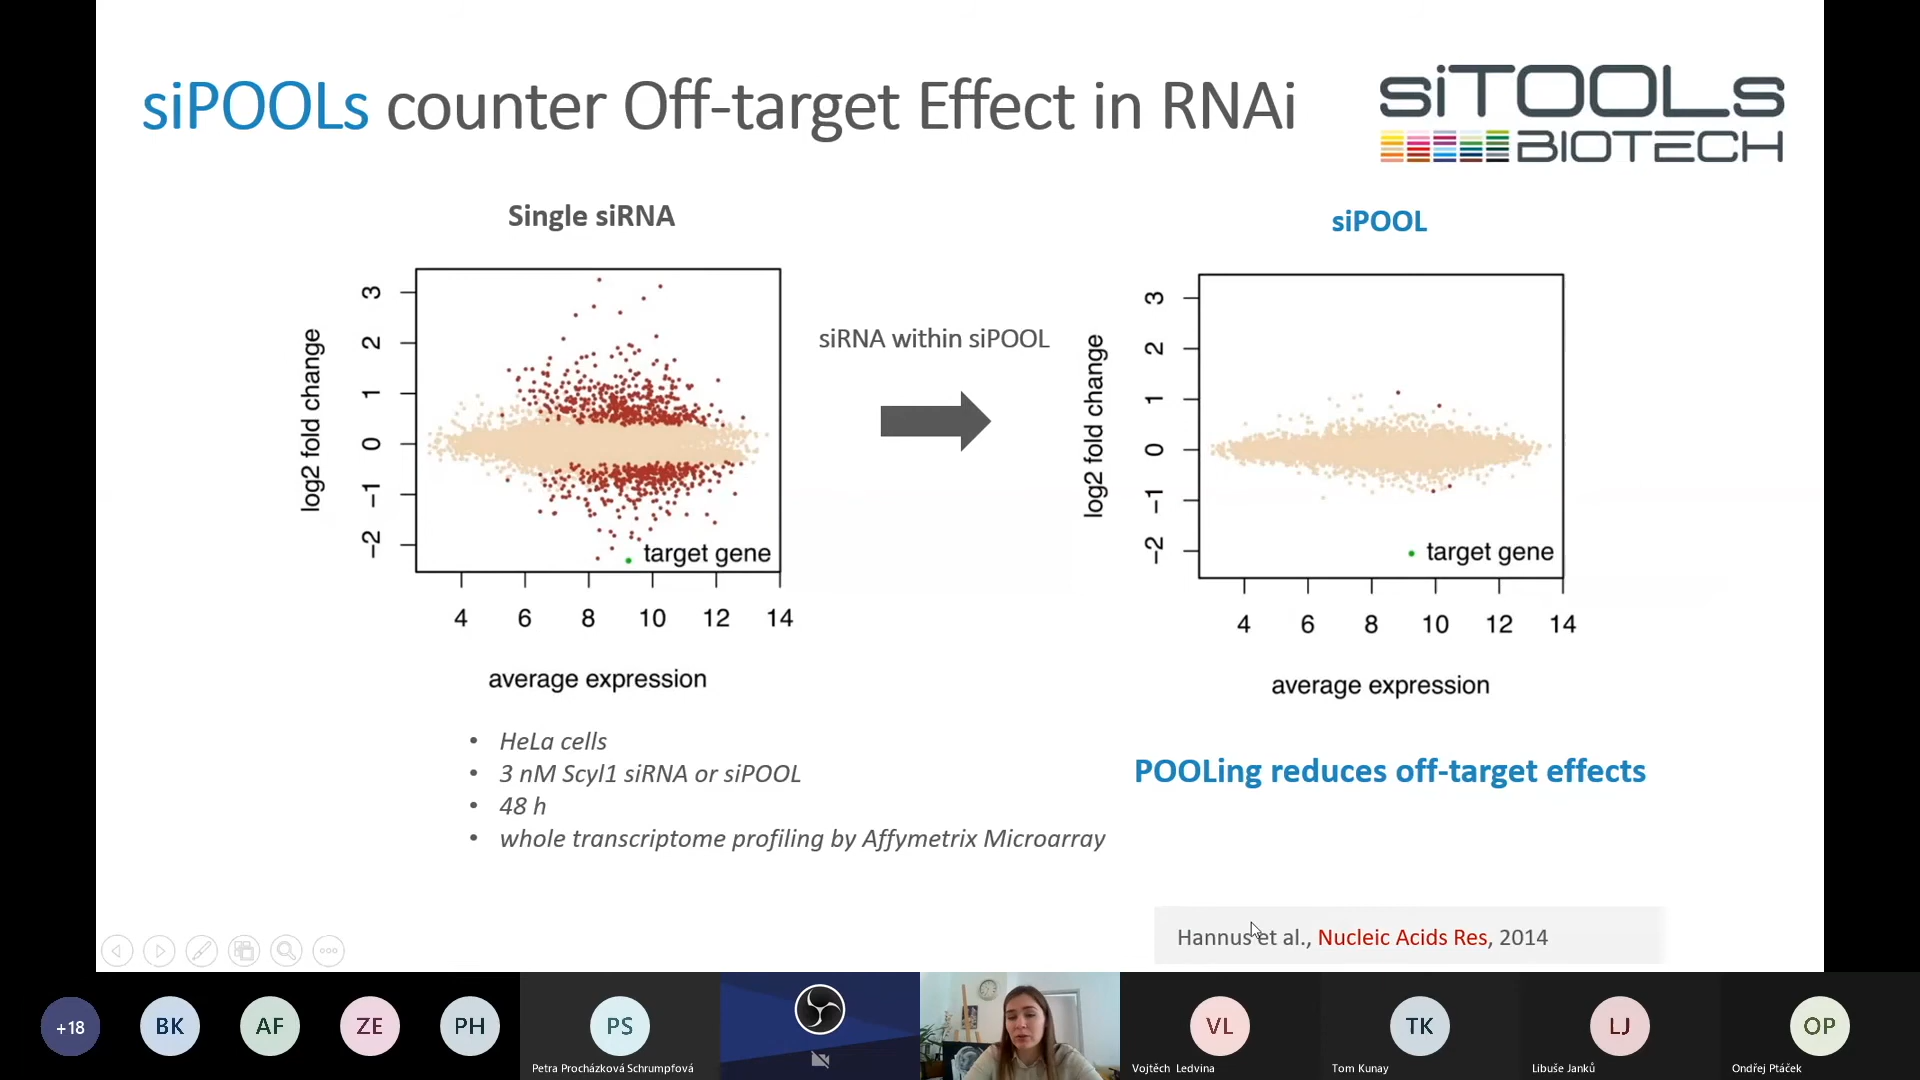 siPOOLs counter Off-target Effect in RNAi
siTOOLs
BIOTECH
Single siRNA
siPOOL
3
2
1
0
-1
-2
log2 fold change
target gene
4 6 8 10 12 14
average expression
siRNA within siPOOL
3
2
1
0
-1
-2
log2 fold change
target gene
4 6 8 10 12 14
average expression
• HeLa cells
• 3 nM Scyl1 siRNA or siPOOL
• 48 h
• whole transcriptome profiling by Affymetrix Microarray
POOLing reduces off-target effects
Hannus et al., Nucleic Acids Res, 2014
+18
BK
AF
ZE
PH
PS
Petra Procházková Schrumpfová
VL
Vojtěch Ledvina
TK
Tom Kunay
LJ
Libuše Janků
OP
Ondřej Ptáček